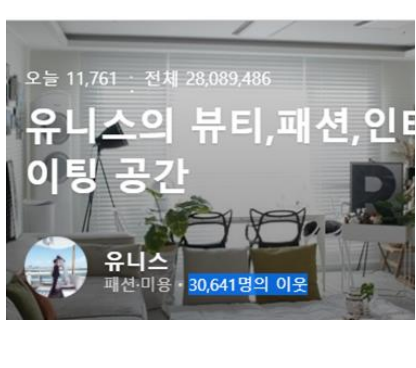 오늘 11,761 · 전체 28,089,486
유니스의 뷰티,패션,인터
이팅 공간
R
유니스
패션·미용 · 30,641명의 이웃